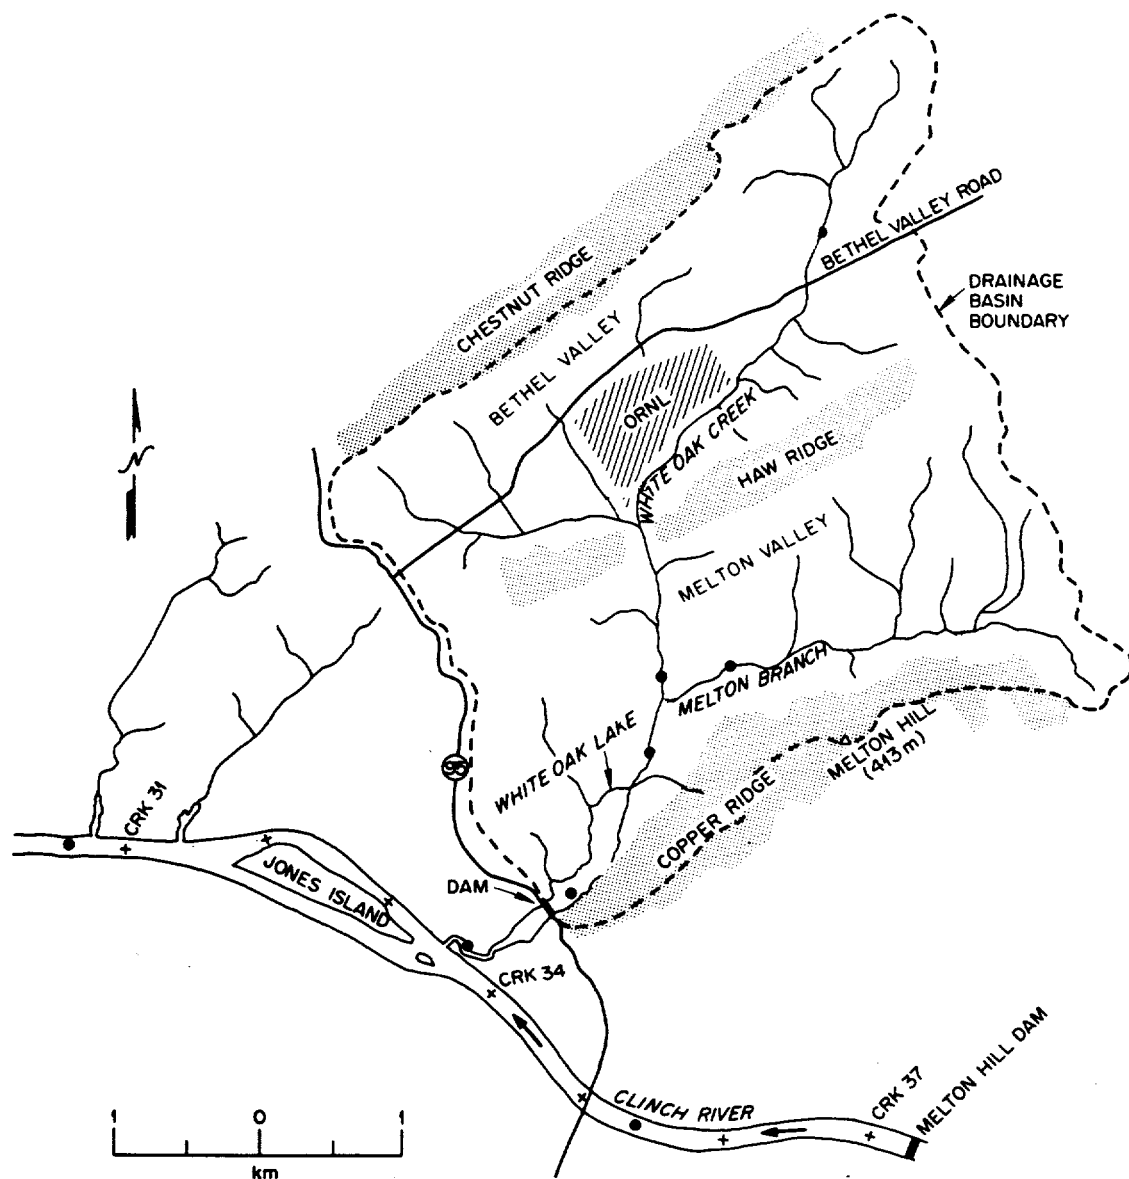 BETHEL VALLEY ROAD
CHESTNUT RIDGE
DRAINAGE
BASIN
BOUNDARY
BETHEL VALLEY
ORNL
WHITE OAK CREEK
HAW RIDGE
N
MELTON VALLEY
MELTON BRANCH
WHITE OAK LAKE
MELTON HILL
(413 m)
95
CRK 31
COPPER RIDGE
JONES ISLAND
DAM
CRK 34
CLINCH RIVER
CRK 37
MELTON HILL DAM
1 0 1
km